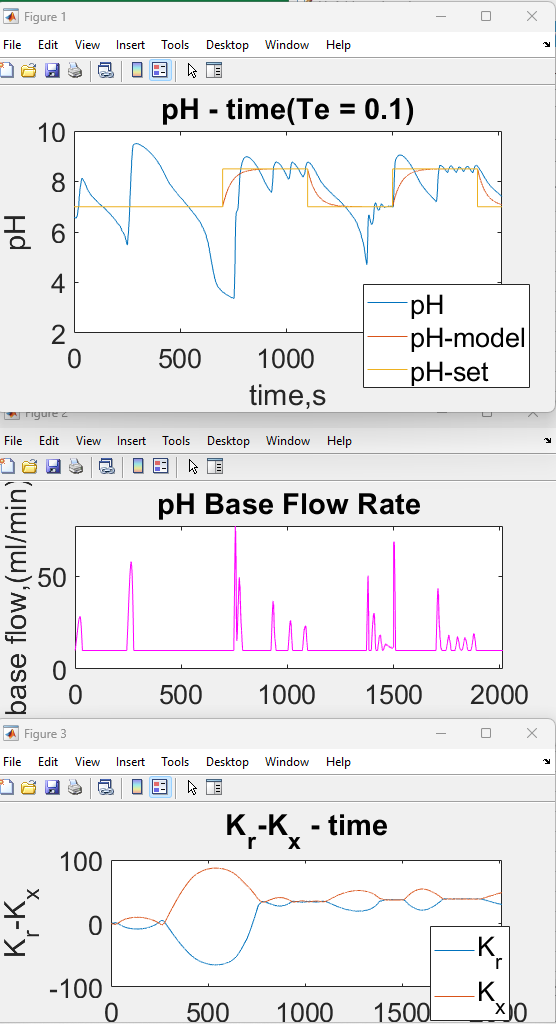 Figure 1
File Edit View Insert Tools Desktop Window Help
pH - time(Te = 0.1)
10
8
6
4
2
pH
0 500 1000
time,s
pH
pH-model
pH-set
Figure 2
File Edit View Insert Tools Desktop Window Help
pH Base Flow Rate
base flow,(ml/min)
50
0
0 500 1000 1500 2000
Figure 3
File Edit View Insert Tools Desktop Window Help
Kr-Kx - time
Kr-Kx
100
0
-100
0 500 1000 1500 2000
Kr
Kx